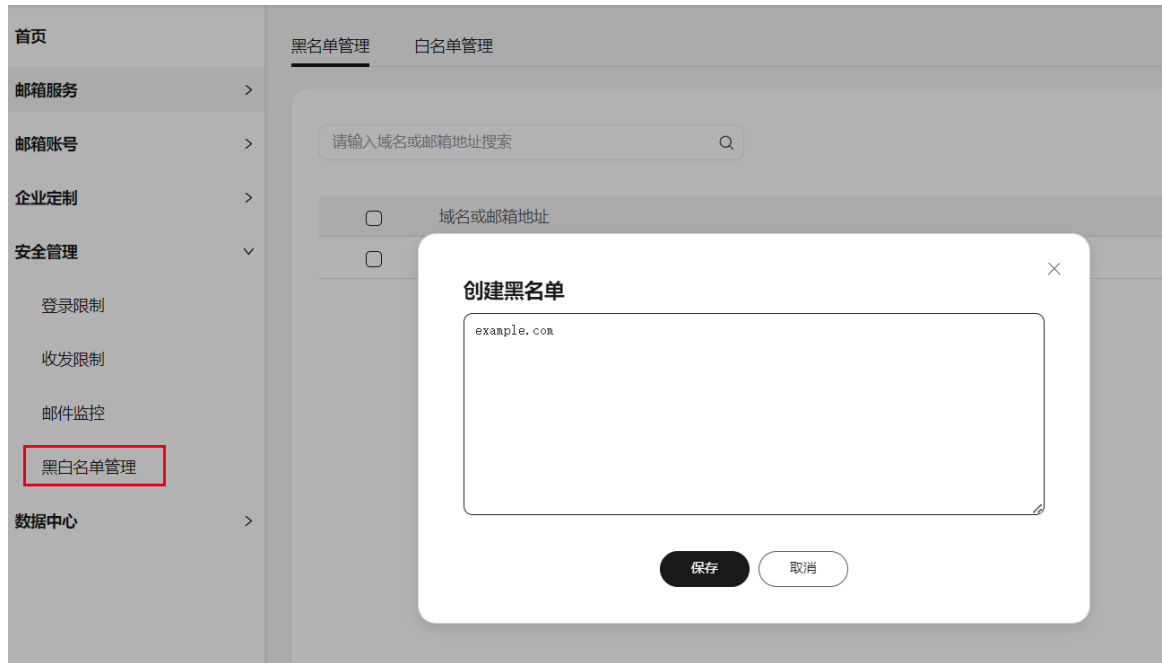 首页
邮箱服务
邮箱账号
企业定制
安全管理
登录限制
收发限制
邮件监控
黑白名单管理
数据中心
黑名单管理 白名单管理
请输入域名或邮箱地址搜索
域名或邮箱地址
创建黑名单
example.com
保存 取消